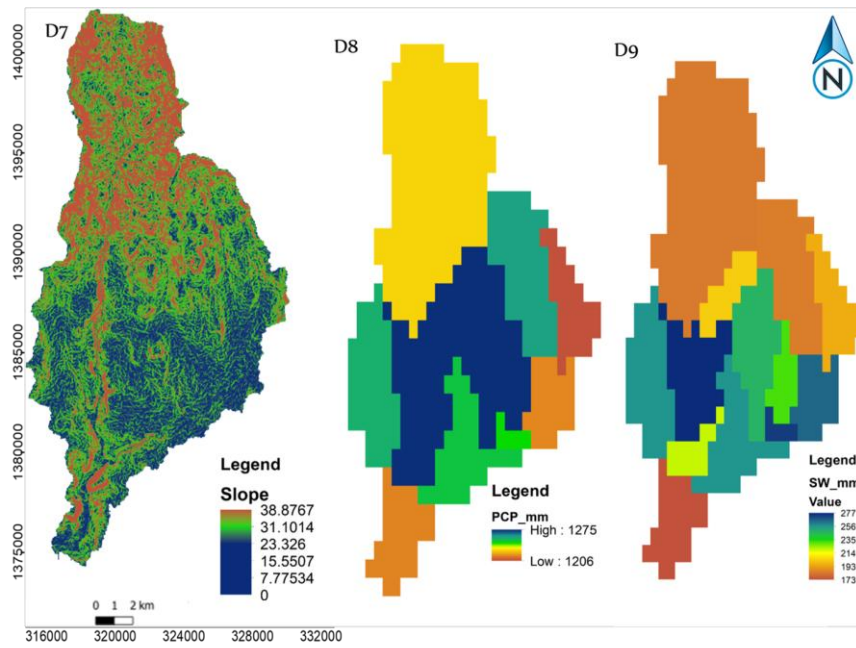 D7
D8
D9
N
1400000
1395000
1390000
1385000
1380000
1375000
Legend
Slope
38.8767
31.1014
23.326
15.5507
7.77534
0
0 1 2 km
316000 320000 324000 328000 332000
Legend
PCP_mm
High : 1275
Low : 1206
Legend
SW_mm
Value
277
256
235
214
193
173